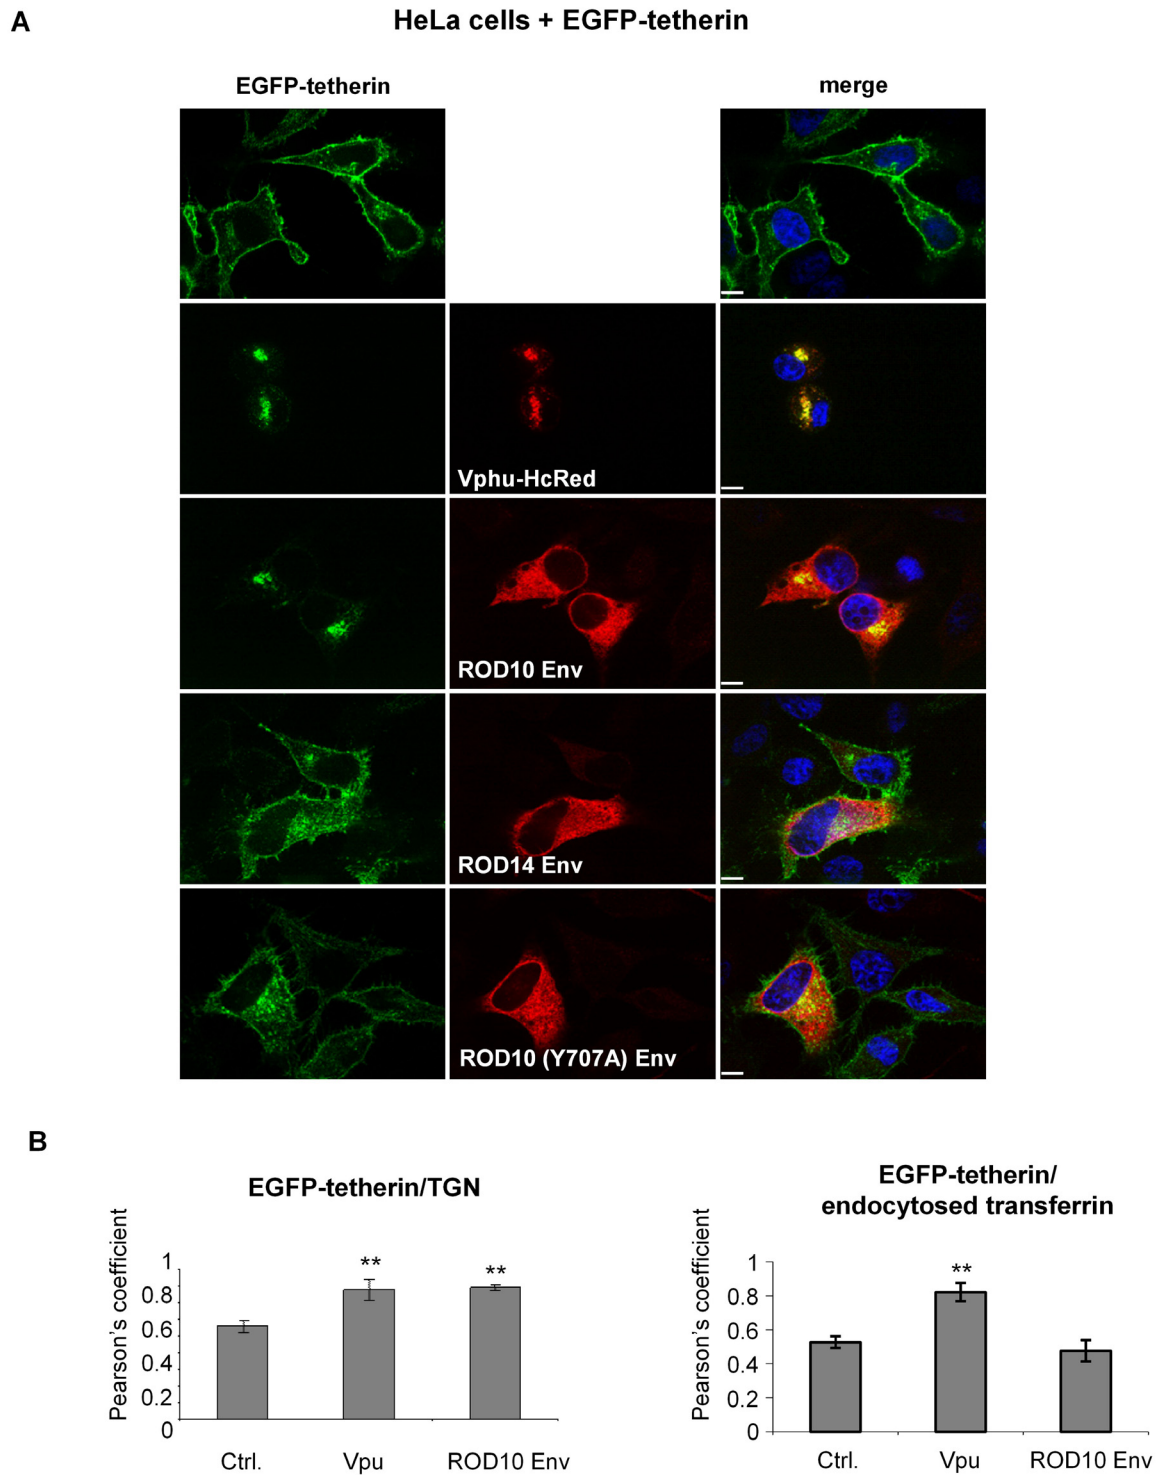 A
HeLa cells + EGFP-tetherin
EGFP-tetherin
merge
Vphu-HcRed
ROD10 Env
ROD14 Env
ROD10 (Y707A) Env
B
EGFP-tetherin/TGN
Pearson's coefficient
1
0.8
0.6
0.4
0.2
0
**
**
Ctrl.
Vpu
ROD10 Env
EGFP-tetherin/
endocytosed transferrin
Pearson's coefficient
1
0.8
0.6
0.4
0.2
0
**
Ctrl.
Vpu
ROD10 Env